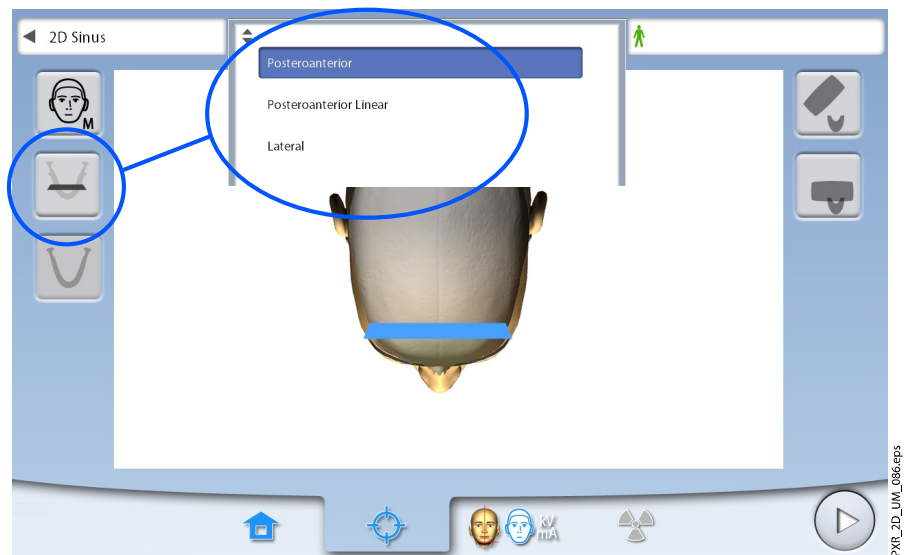 2D Sinus
Posteroanterior
Posteroanterior Linear
Lateral
M
kV
mA
PXR_2D_UM_086.eps